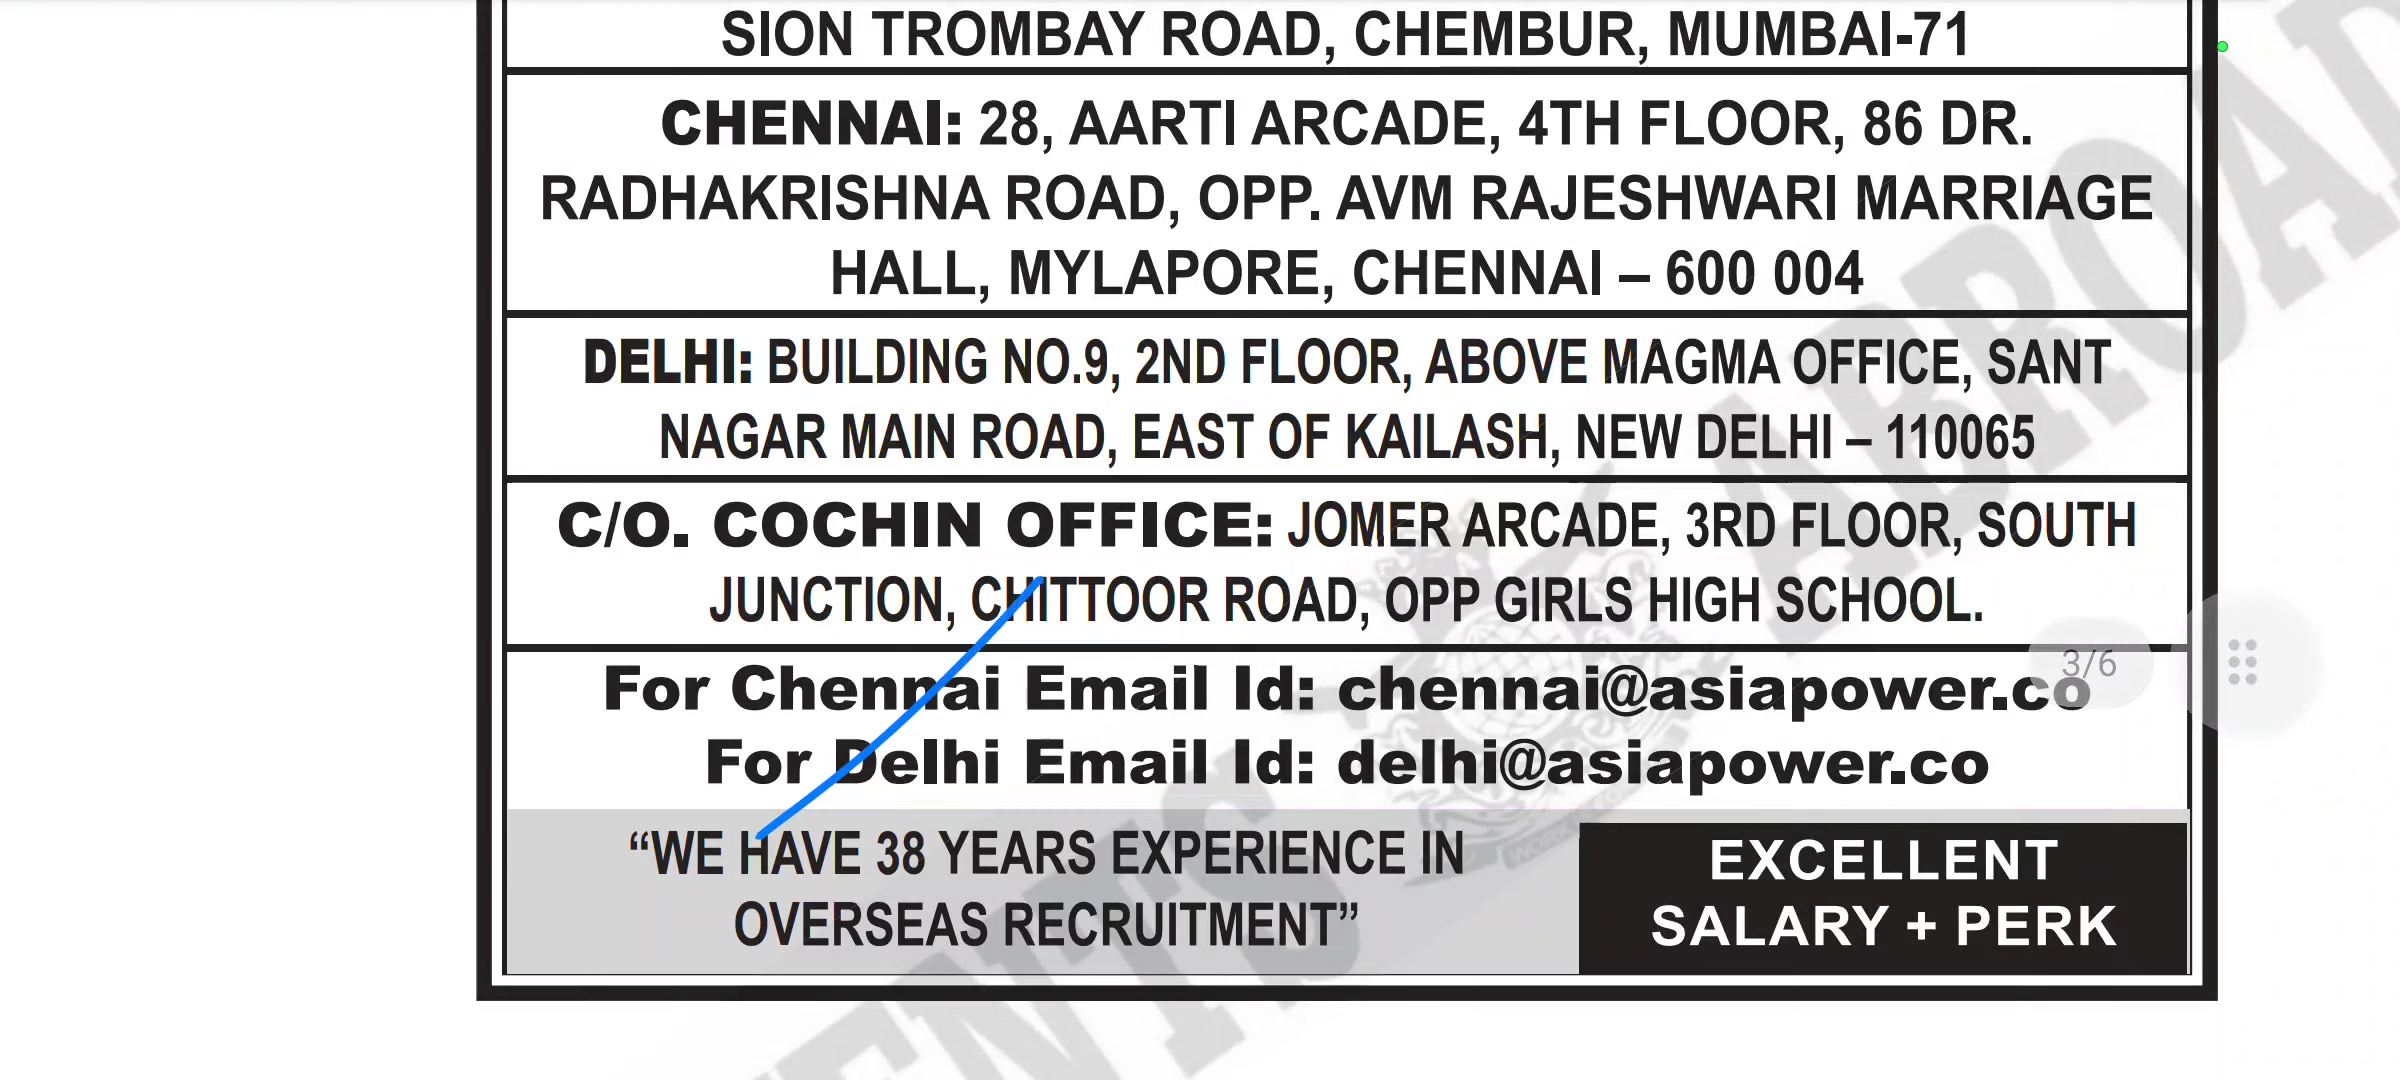 SION TROMBAY ROAD, CHEMBUR, MUMBAI-71
CHENNAI: 28, AARTI ARCADE, 4TH FLOOR, 86 DR.
RADHAKRISHNA ROAD, OPP. AVM RAJESHWARI MARRIAGE
HALL, MYLAPORE, CHENNAI – 600 004
DELHI: BUILDING NO.9, 2ND FLOOR, ABOVE MAGMA OFFICE, SANT
NAGAR MAIN ROAD, EAST OF KAILASH, NEW DELHI – 110065
C/O. COCHIN OFFICE: JOMER ARCADE, 3RD FLOOR, SOUTH
JUNCTION, CHITTOOR ROAD, OPP GIRLS HIGH SCHOOL.
3/6
For Chennai Email Id: chennai@asiapower.co
For Delhi Email Id: delhi@asiapower.co
“WE HAVE 38 YEARS EXPERIENCE IN
OVERSEAS RECRUITMENT”
EXCELLENT
SALARY + PERK
ABROAD